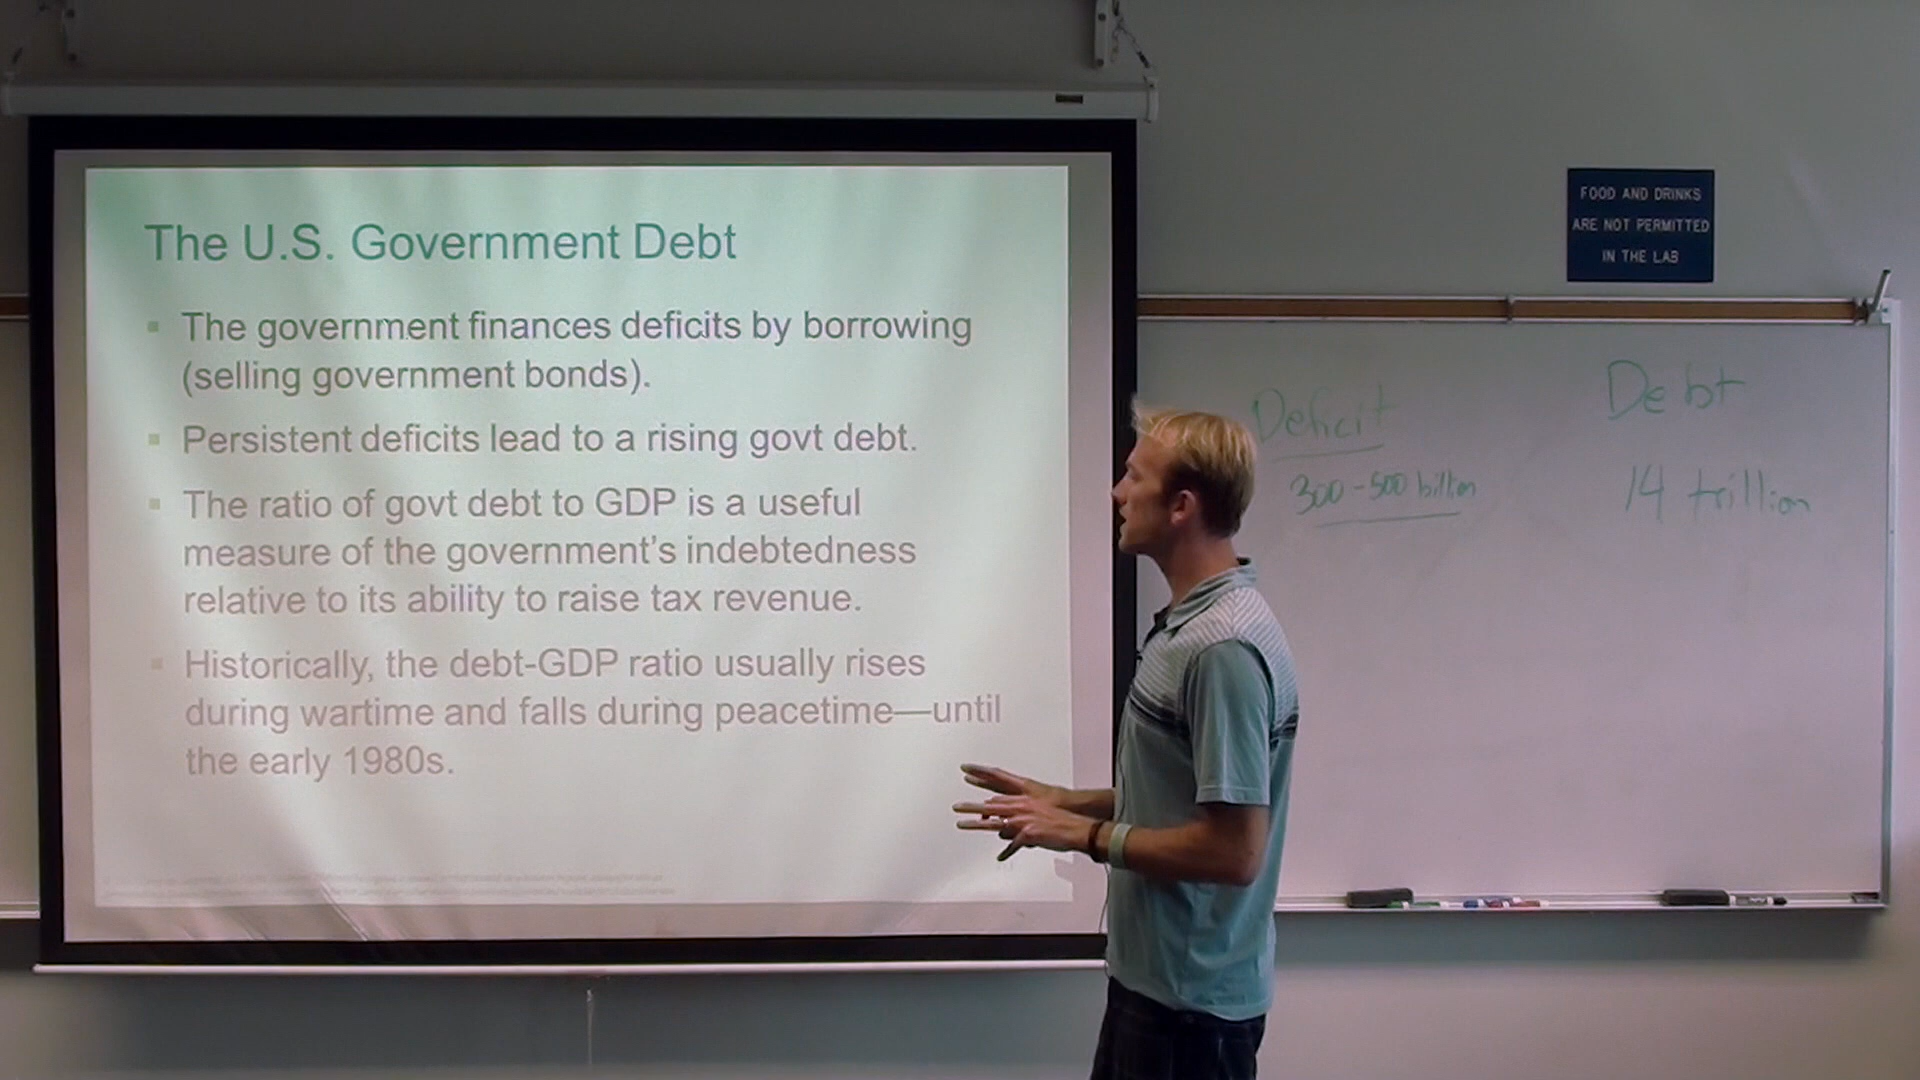 The U.S. Government Debt
The government finances deficits by borrowing
(selling government bonds).
Persistent deficits lead to a rising govt debt.
The ratio of govt debt to GDP is a useful
measure of the government's indebtedness
relative to its ability to raise tax revenue.
Historically, the debt-GDP ratio usually rises
during wartime and falls during peacetime—until
the early 1980s.
FOOD AND DRINKS
ARE NOT PERMITTED
IN THE LAB
Deficit
300-500 billion
Debt
14 trillion